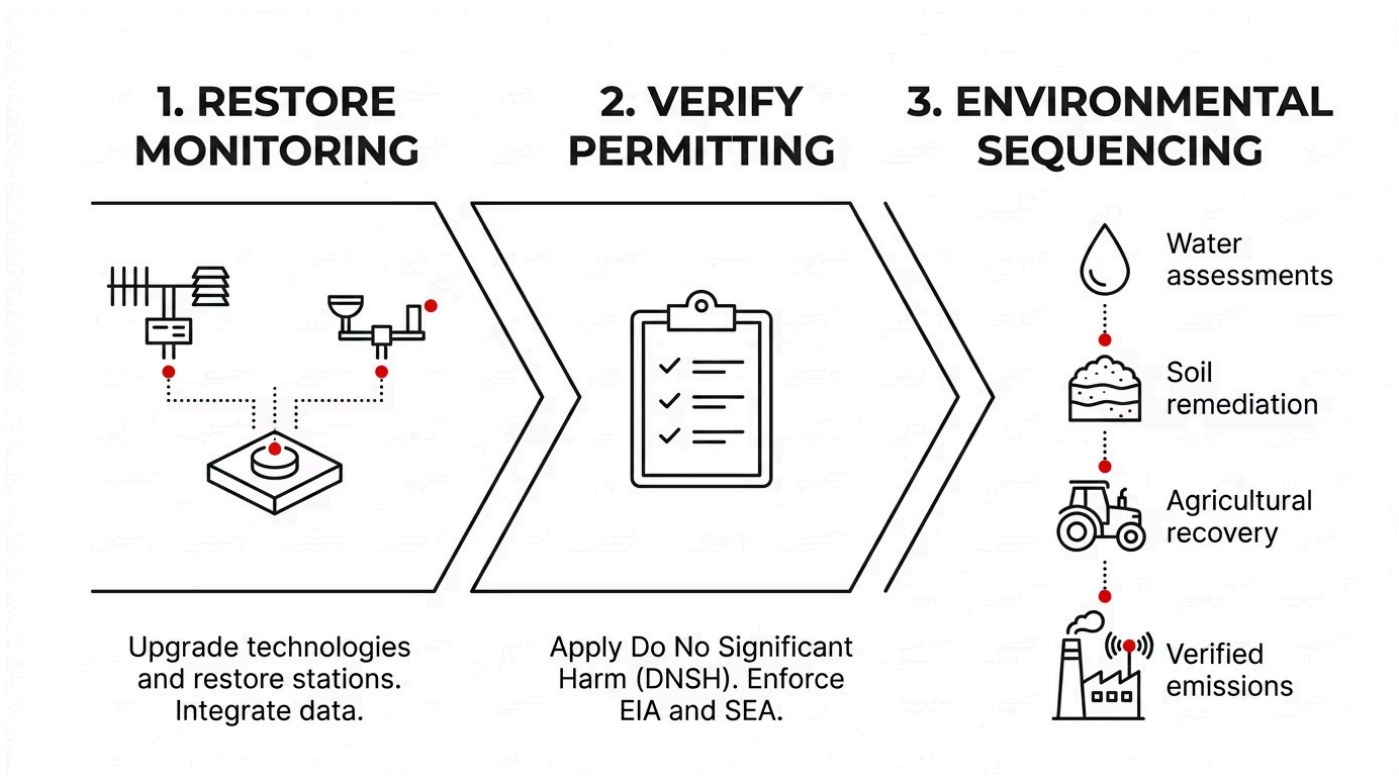 1. RESTORE
MONITORING
Upgrade technologies
and restore stations.
Integrate data.
2. VERIFY
PERMITTING
Apply Do No Significant
Harm (DNSH). Enforce
EIA and SEA.
3. ENVIRONMENTAL
SEQUENCING
Water
assessments
Soil
remediation
Agricultural
recovery
Verified
emissions